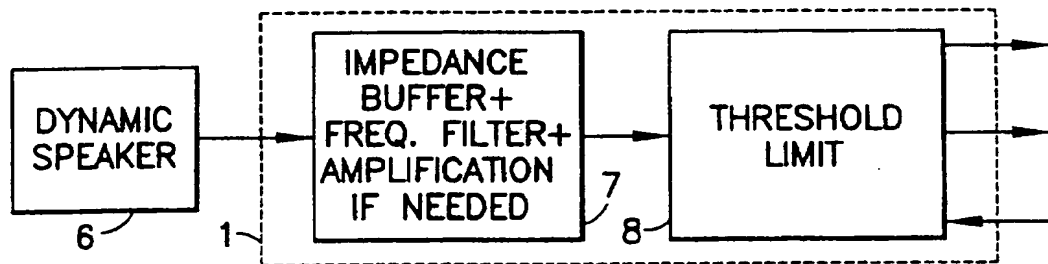 DYNAMIC
SPEAKER
6
1
IMPEDANCE
BUFFER+
FREQ. FILTER+
AMPLIFICATION
IF NEEDED
7
8
THRESHOLD
LIMIT